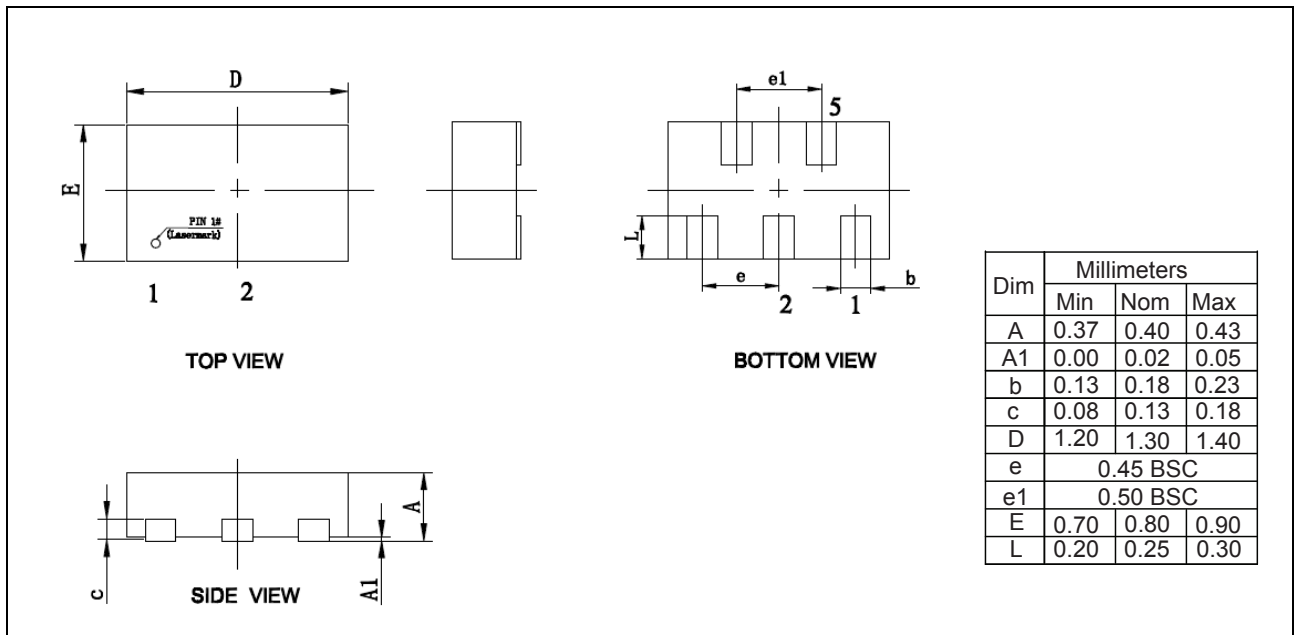 D
E
PIN 1#
(Lasermark)
1 2
TOP VIEW
e1
5
L
e
b
2 1
BOTTOM VIEW
A
c
A1
SIDE VIEW
Dim Millimeters
Min Nom Max
A 0.37 0.40 0.43
A1 0.00 0.02 0.05
b 0.13 0.18 0.23
c 0.08 0.13 0.18
D 1.20 1.30 1.40
e 0.45 BSC
e1 0.50 BSC
E 0.70 0.80 0.90
L 0.20 0.25 0.30